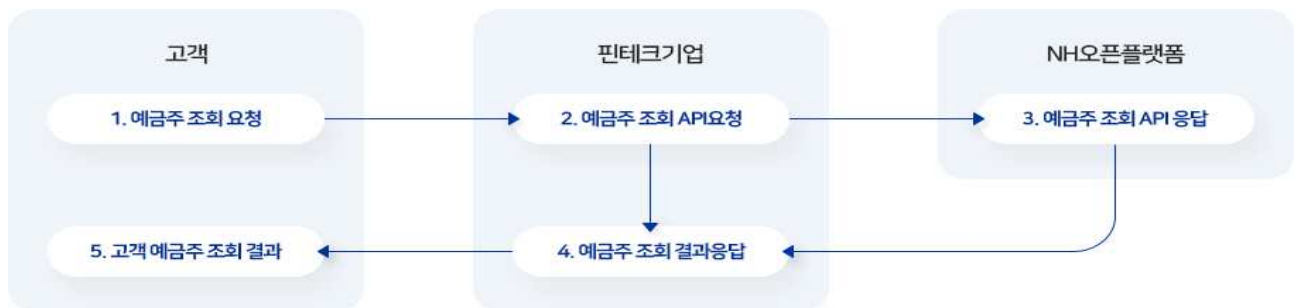 고객
핀테크기업
NH오픈플랫폼
1. 예금주 조회 요청
2. 예금주 조회 API요청
3. 예금주 조회 API 응답
5. 고객 예금주 조회 결과
4. 예금주 조회 결과응답